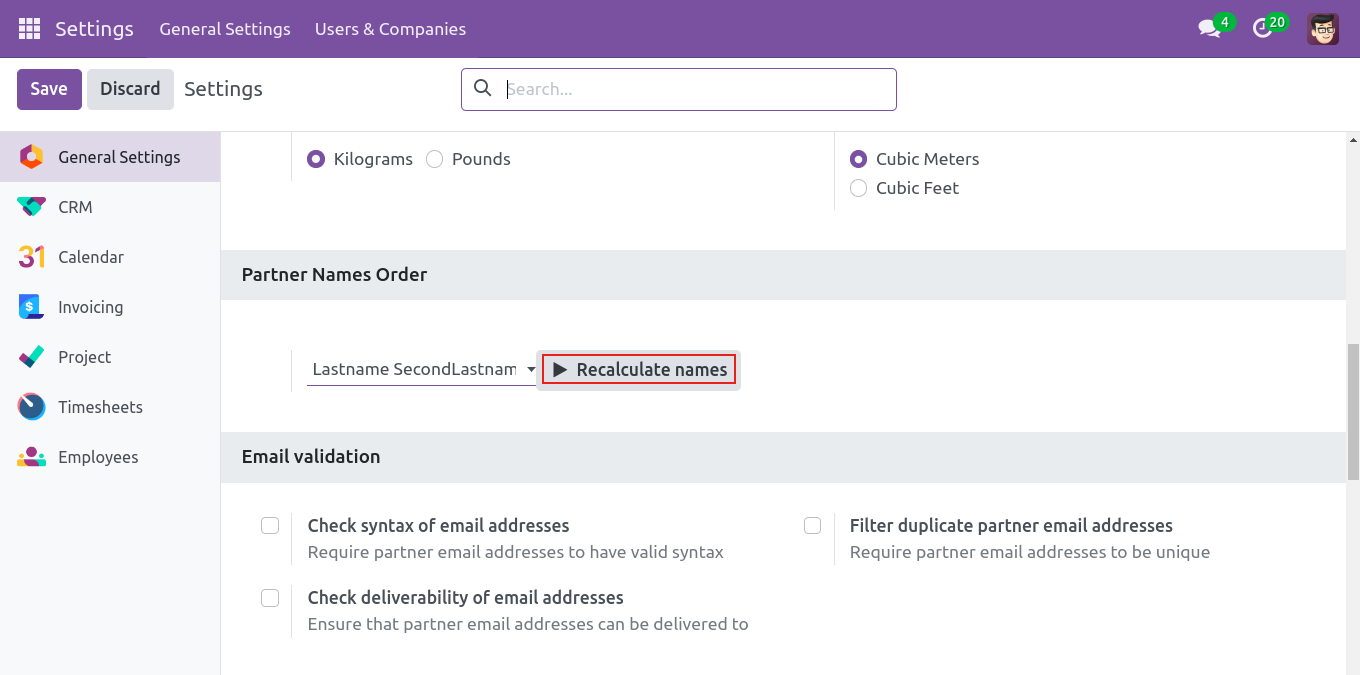 Settings General Settings Users & Companies 4 20
Save Discard Settings Search...
General Settings
CRM
31 Calendar
$ Invoicing
Project
Timesheets
Employees
Kilograms Pounds
Cubic Meters
Cubic Feet
Partner Names Order
Lastname SecondLastnam Recalculate names
Email validation
Check syntax of email addresses
Require partner email addresses to have valid syntax
Filter duplicate partner email addresses
Require partner email addresses to be unique
Check deliverability of email addresses
Ensure that partner email addresses can be delivered to